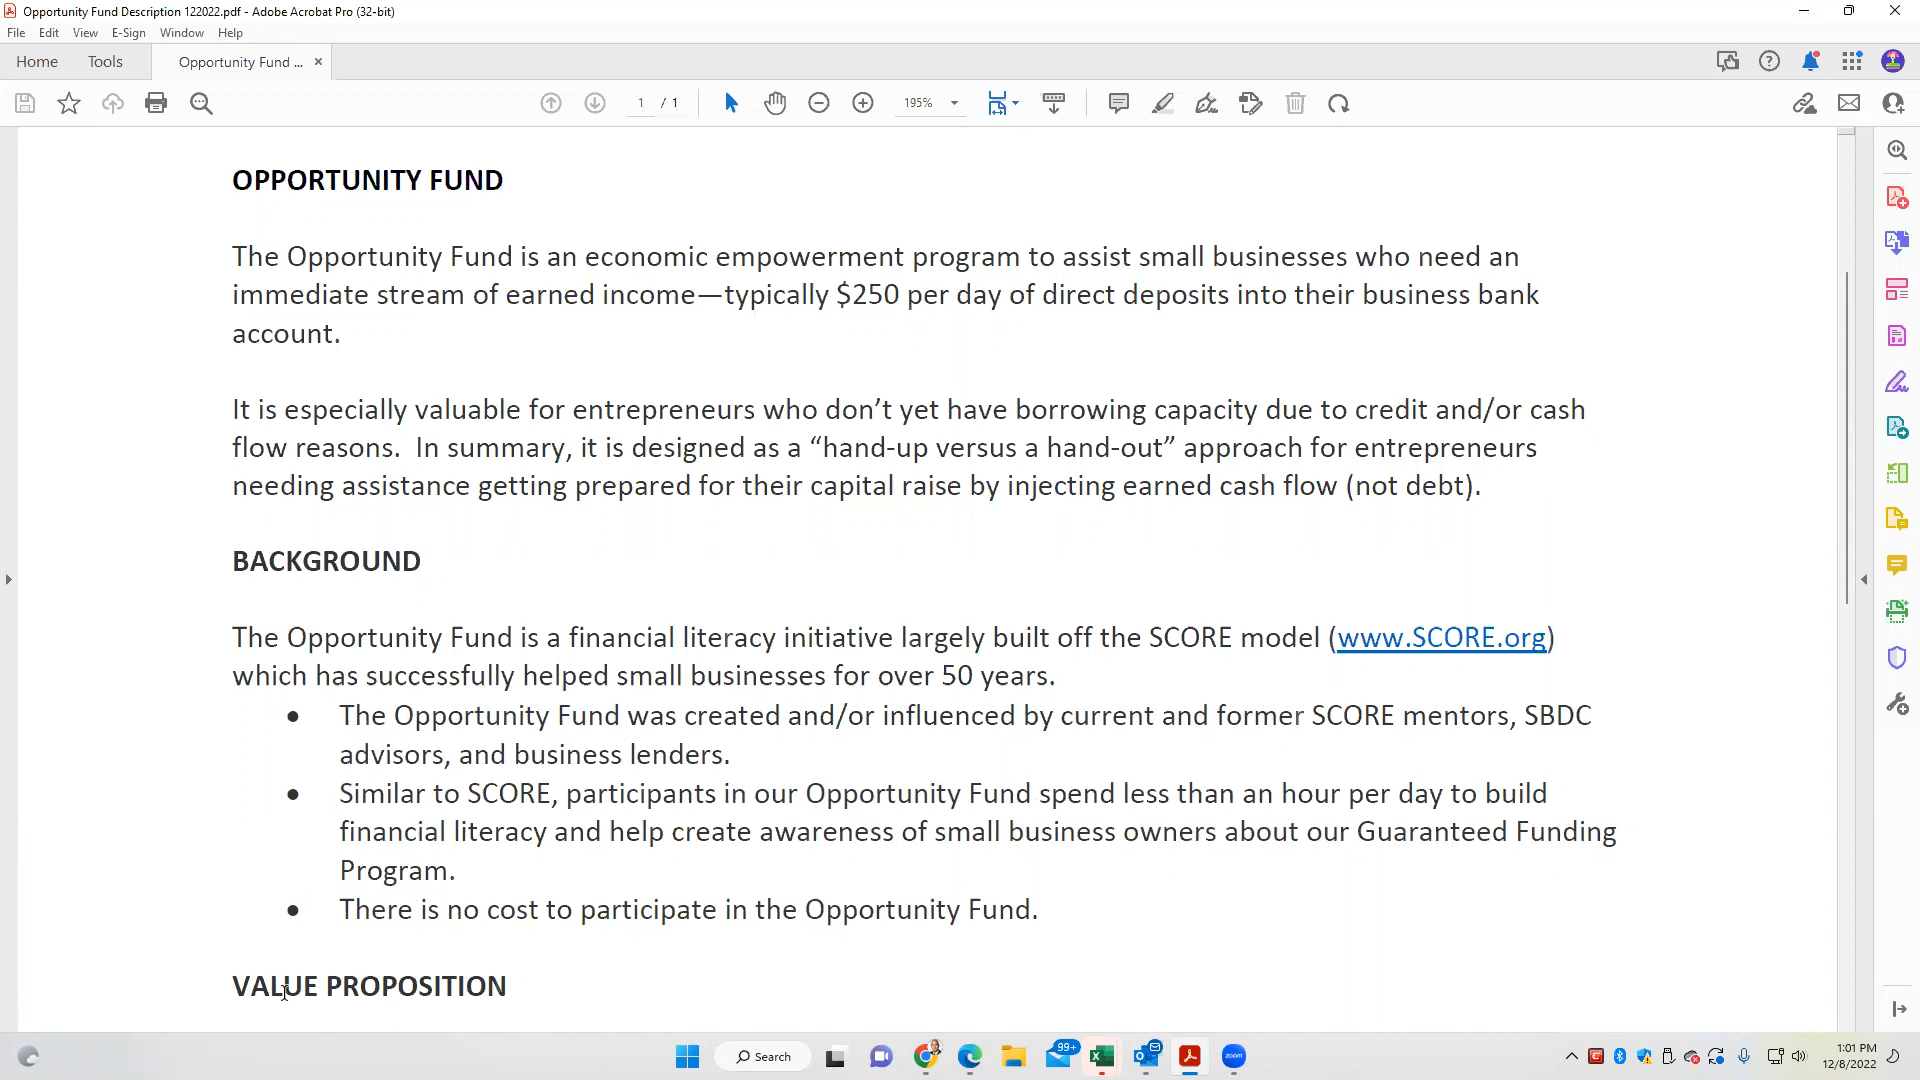 Opportunity Fund Description 122022.pdf - Adobe Acrobat Pro (32-bit)
File Edit View E-Sign Window Help
Home Tools Opportunity Fund ... ×
1 / 1 195%
OPPORTUNITY FUND
The Opportunity Fund is an economic empowerment program to assist small businesses who need an
immediate stream of earned income—typically $250 per day of direct deposits into their business bank
account.
It is especially valuable for entrepreneurs who don’t yet have borrowing capacity due to credit and/or cash
flow reasons.  In summary, it is designed as a “hand-up versus a hand-out” approach for entrepreneurs
needing assistance getting prepared for their capital raise by injecting earned cash flow (not debt).
BACKGROUND
The Opportunity Fund is a financial literacy initiative largely built off the SCORE model (www.SCORE.org)
which has successfully helped small businesses for over 50 years.
• The Opportunity Fund was created and/or influenced by current and former SCORE mentors, SBDC
advisors, and business lenders.
• Similar to SCORE, participants in our Opportunity Fund spend less than an hour per day to build
financial literacy and help create awareness of small business owners about our Guaranteed Funding
Program.
• There is no cost to participate in the Opportunity Fund.
VALUE PROPOSITION
Search 99+ zoom 1:01 PM
12/8/2022